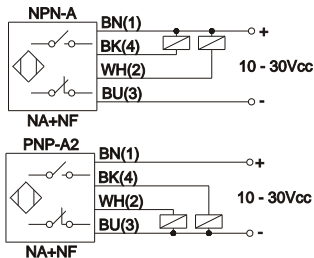 NPN-A
BN(1)
+
BK(4)
WH(2)
10 - 30Vcc
BU(3)
-
NA+NF
PNP-A2
BN(1)
+
BK(4)
WH(2)
10 - 30Vcc
BU(3)
-
NA+NF